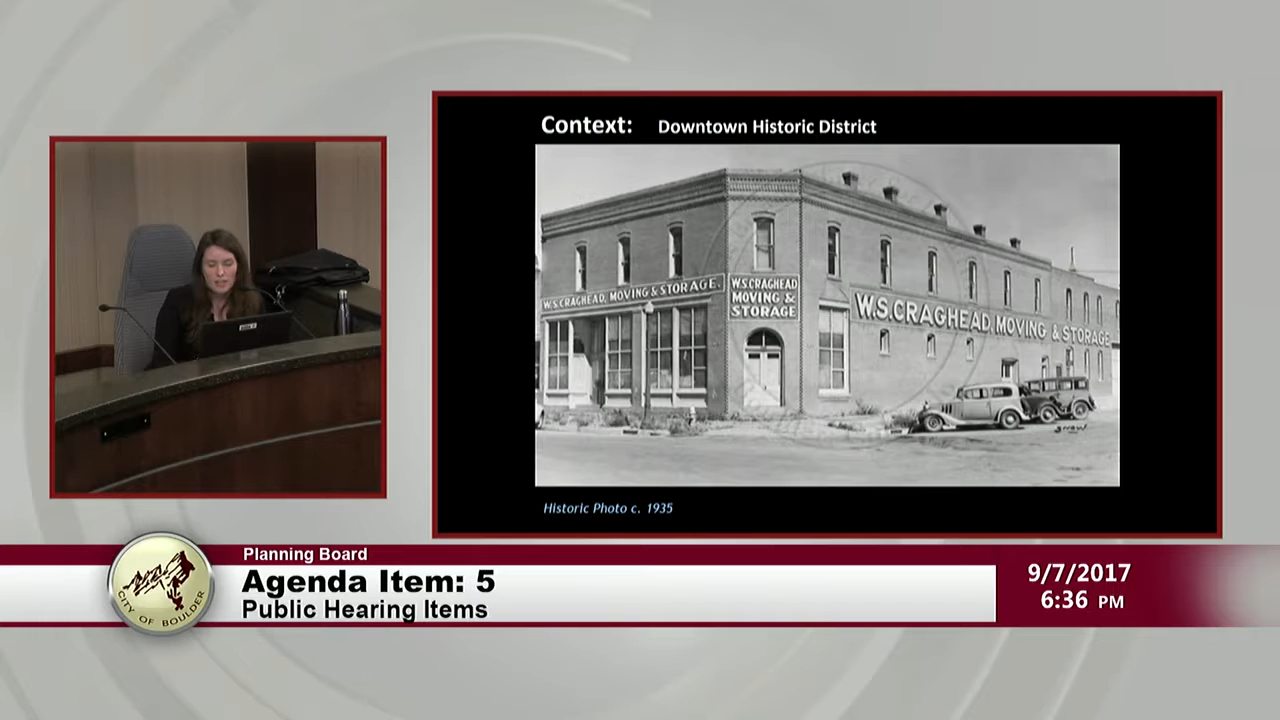 Context: Downtown Historic District
W.S.CRAGHEAD, MOVING & STORAGE.
W.S.CRAGHEAD
MOVING &
STORAGE
W.S.CRAGHEAD, MOVING & STORAGE
Historic Photo c. 1935
Planning Board
Agenda Item: 5
Public Hearing Items
CITY OF BOULDER
9/7/2017
6:36 PM